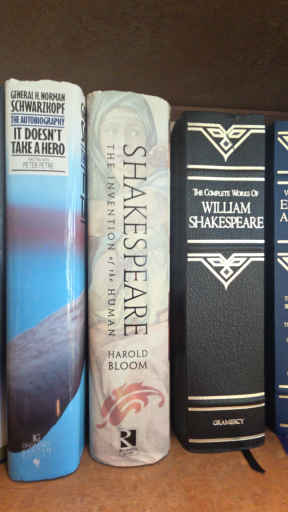 GENERAL H. NORMAN
SCHWARZKOPF
THE AUTOBIOGRAPHY
IT DOESN'T
TAKE A HERO
PETER PETRE
SHAKESPEARE
THE INVENTION of the HUMAN
HAROLD
BLOOM
R
THE COMPLETE WORKS OF
WILLIAM
SHAKESPEARE
GRAMERCY